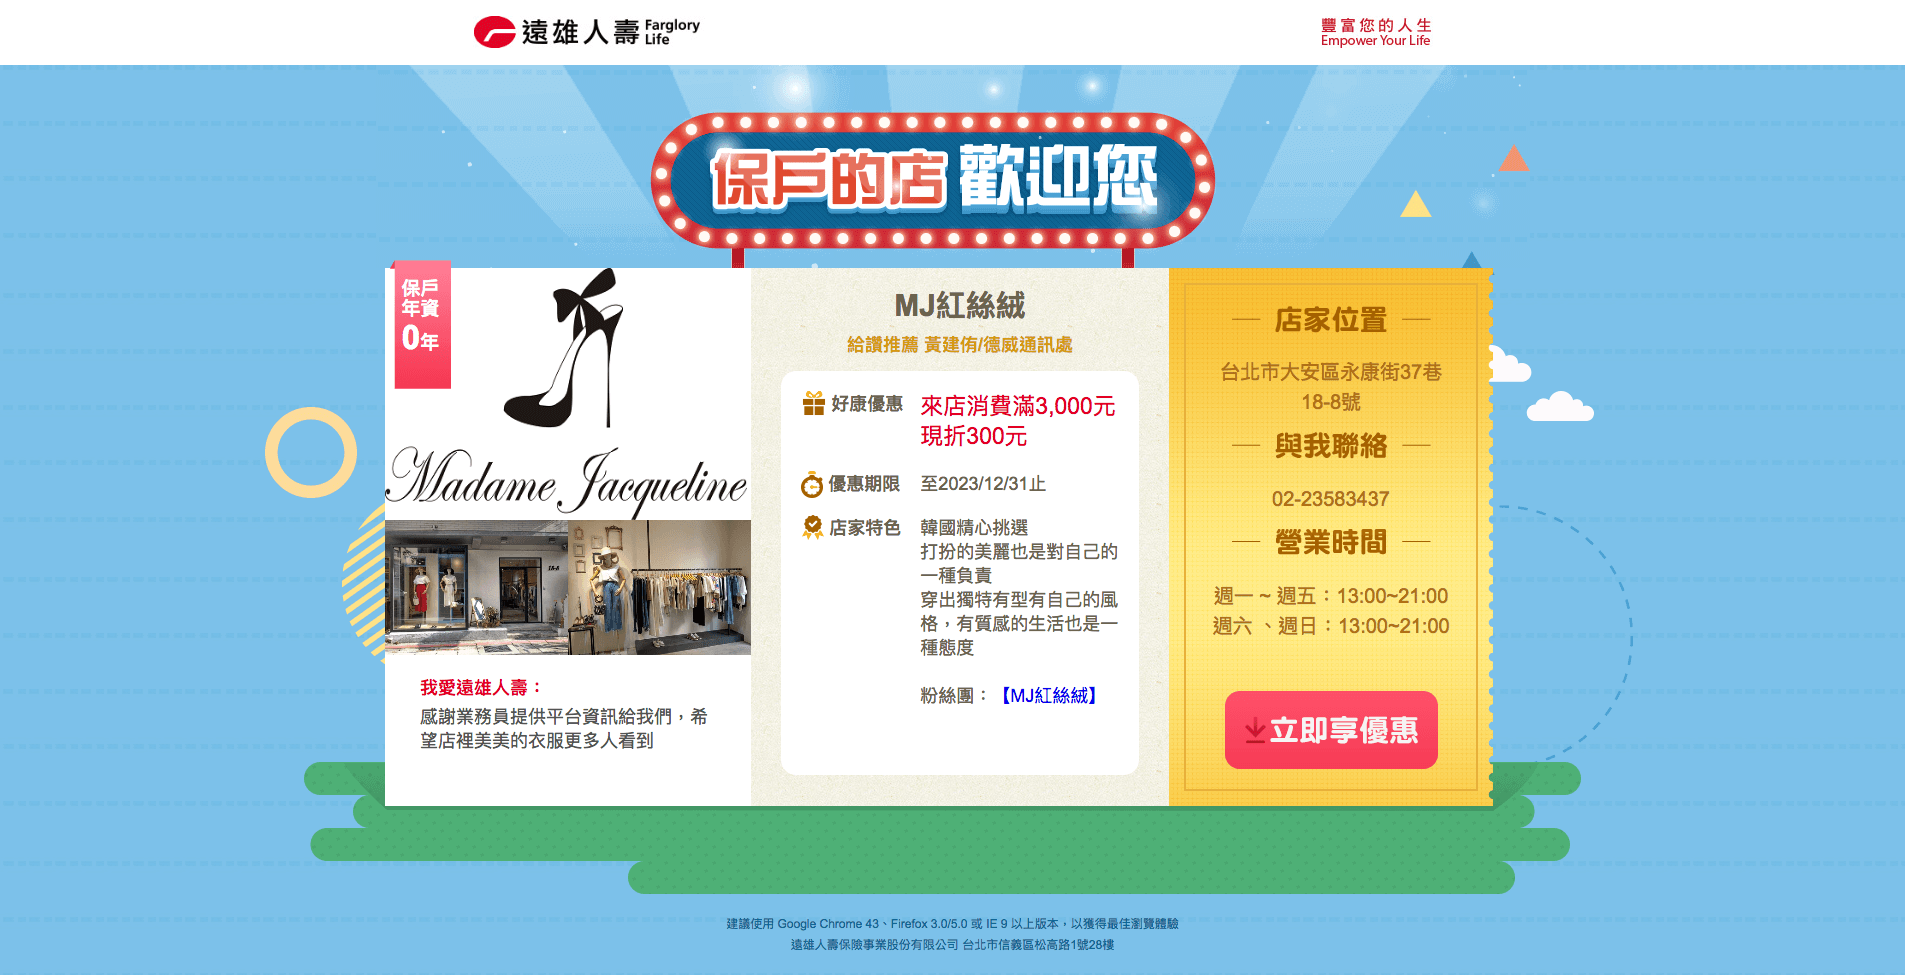 遠雄人壽 Farglory Life
豐富您的人生
Empower Your Life
保戶的店 歡迎您
保戶
年資
0年
Madame Jacqueline
18-8
我愛遠雄人壽：
感謝業務員提供平台資訊給我們，希
望店裡美美的衣服更多人看到
MJ紅絲絨
給讚推薦 黃建侑/德威通訊處
好康優惠 來店消費滿3,000元
現折300元
優惠期限 至2023/12/31止
店家特色 韓國精心挑選
打扮的美麗也是對自己的
一種負責
穿出獨特有型有自己的風
格，有質感的生活也是一
種態度
粉絲團：【MJ紅絲絨】
店家位置
台北市大安區永康街37巷
18-8號
與我聯絡
02-23583437
營業時間
週一 ~ 週五：13:00~21:00
週六 、週日：13:00~21:00
立即享優惠
建議使用 Google Chrome 43、Firefox 3.0/5.0 或 IE 9 以上版本，以獲得最佳瀏覽體驗
遠雄人壽保險事業股份有限公司 台北市信義區松高路1號28樓